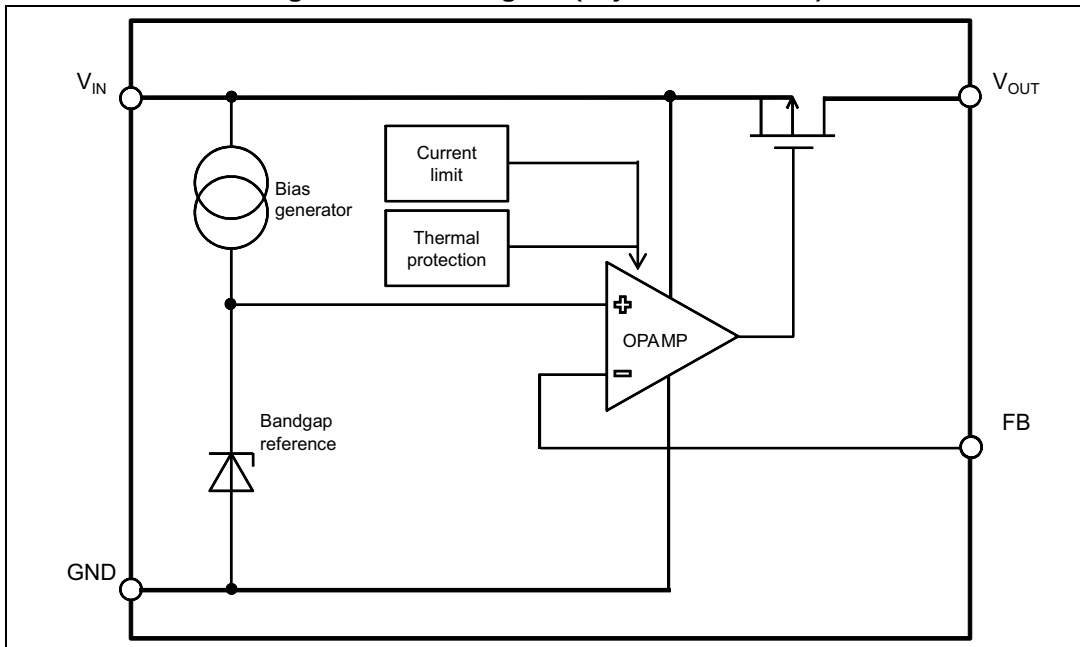 V_IN
V_OUT
Current
limit
Bias
generator
Thermal
protection
+
OPAMP
-
FB
Bandgap
reference
GND